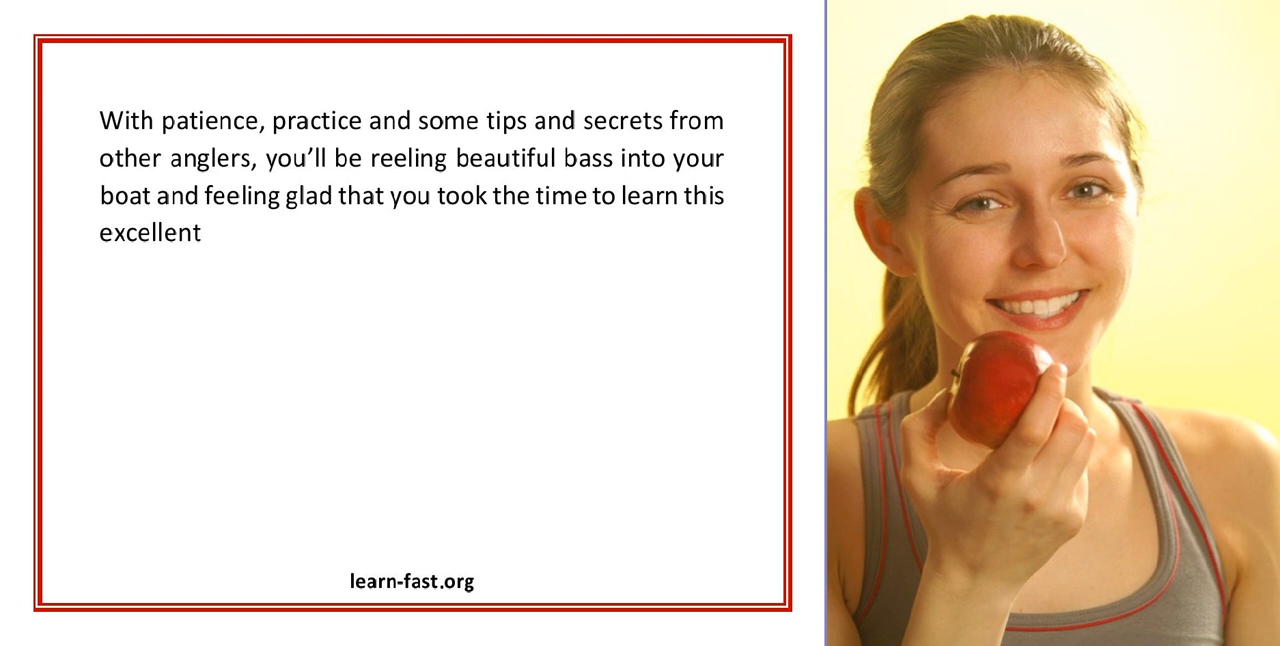 With patience, practice and some tips and secrets from
other anglers, you’ll be reeling beautiful bass into your
boat and feeling glad that you took the time to learn this
excellent
learn-fast.org